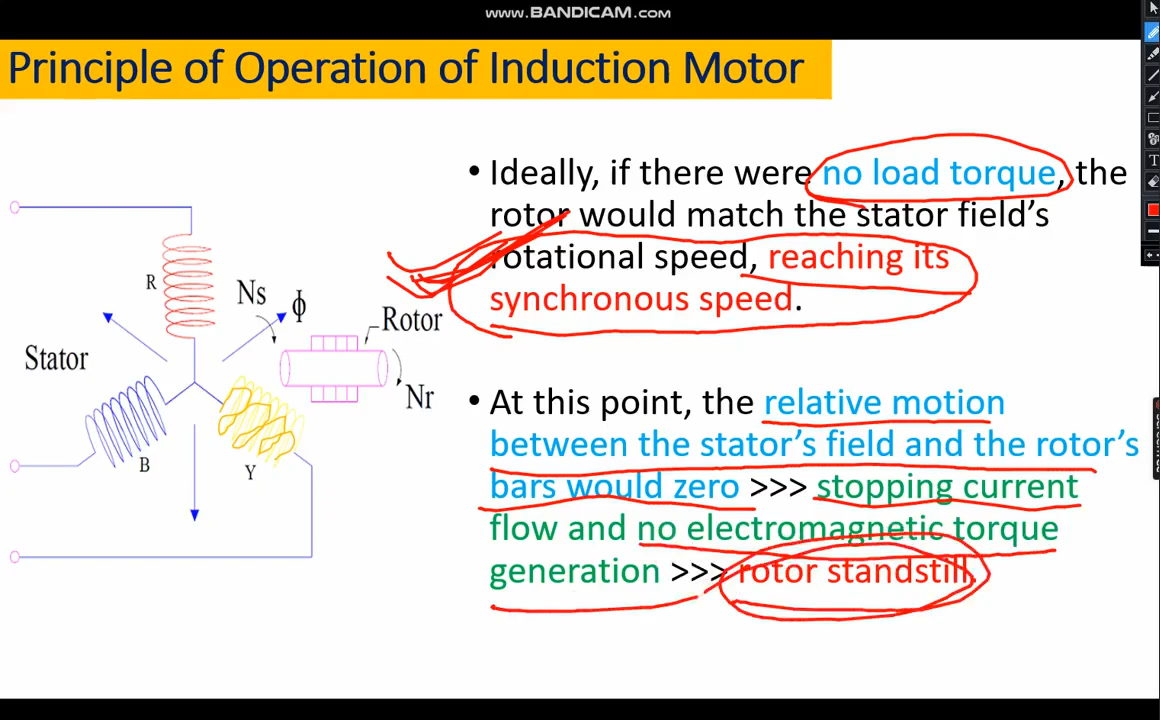 www.BANDICAM.com
Principle of Operation of Induction Motor
• Ideally, if there were no load torque, the
rotor would match the stator field's
rotational speed, reaching its
synchronous speed.
R
Ns
ϕ
Rotor
Stator
Nr
B
Y
• At this point, the relative motion
between the stator's field and the rotor's
bars would zero >>> stopping current
flow and no electromagnetic torque
generation >>> rotor standstill.